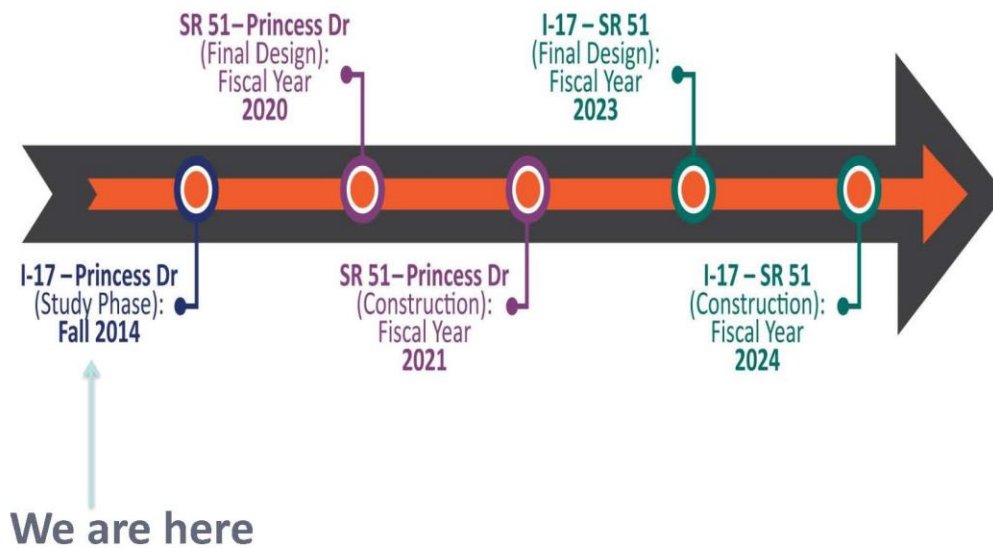 SR 51–Princess Dr
(Final Design):
Fiscal Year
2020
I-17 – SR 51
(Final Design):
Fiscal Year
2023
I-17 – Princess Dr
(Study Phase):
Fall 2014
SR 51–Princess Dr
(Construction):
Fiscal Year
2021
I-17 – SR 51
(Construction):
Fiscal Year
2024
We are here